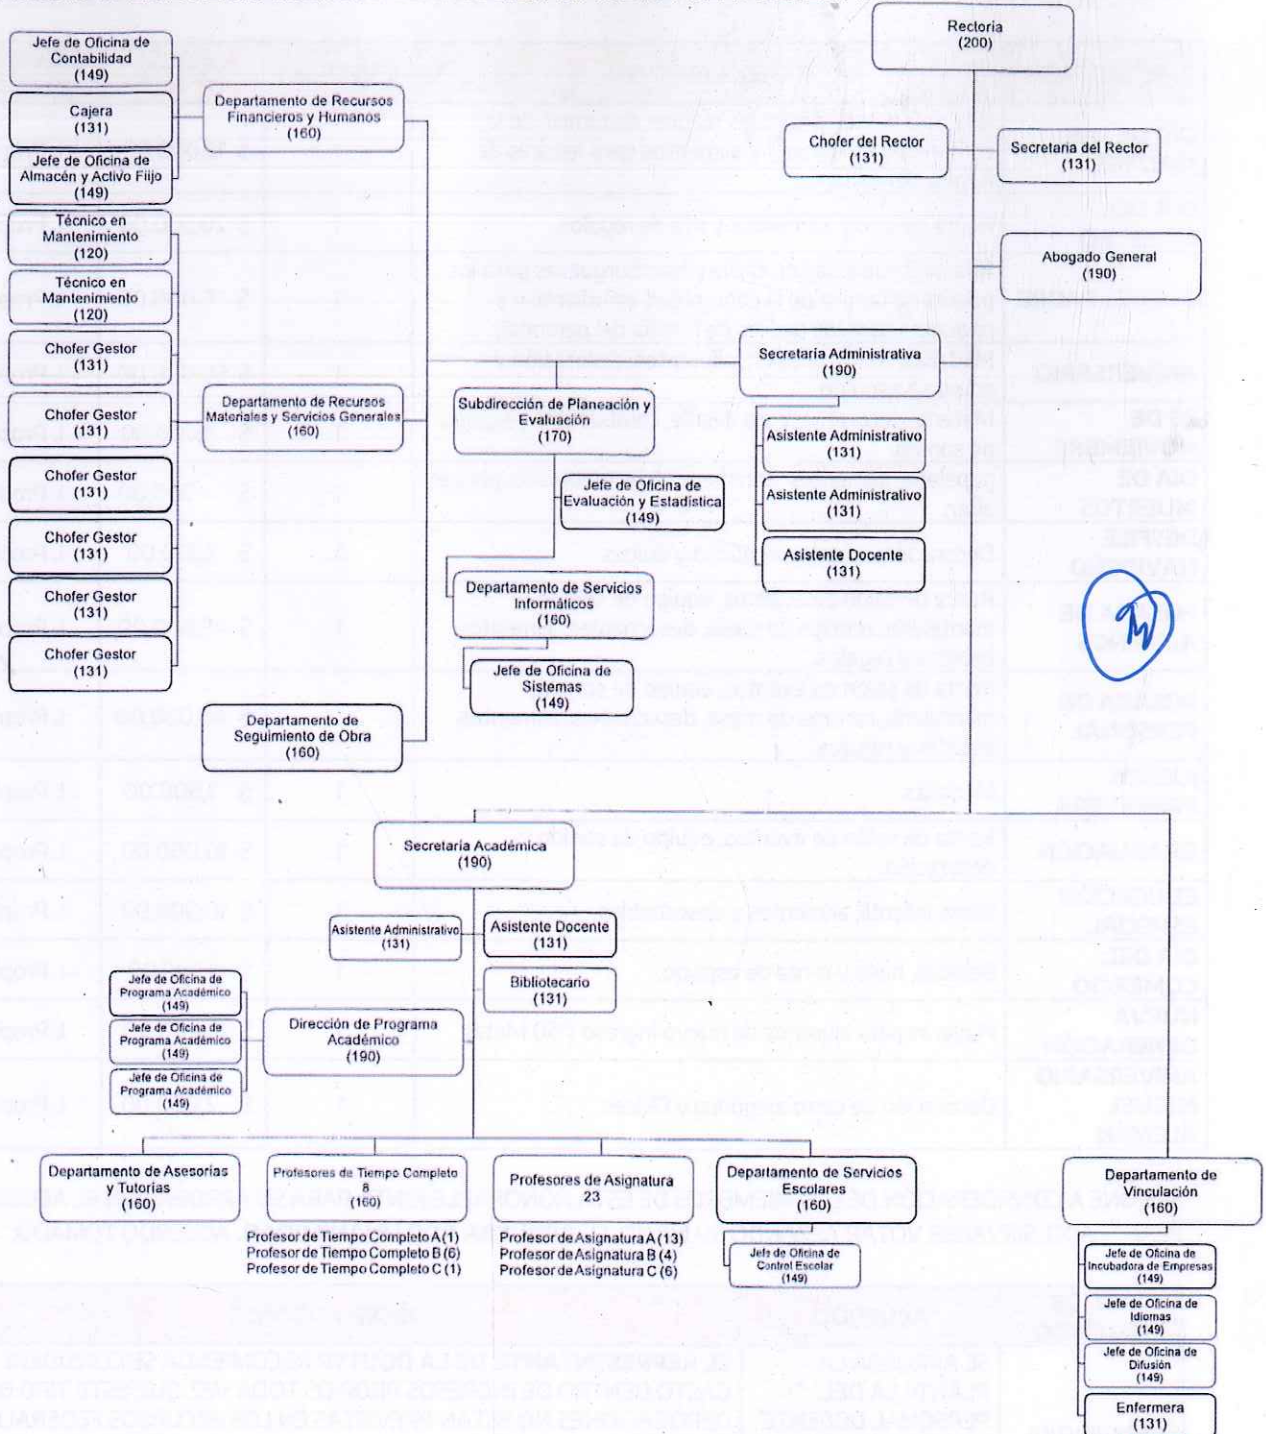 Rectoría
(200)
Chofer del Rector
(131)
Secretaria del Rector
(131)
Abogado General
(190)
Secretaría Administrativa
(190)
Asistente Administrativo
(131)
Asistente Administrativo
(131)
Asistente Docente
(131)
Jefe de Oficina de
Contabilidad
(149)
Cajera
(131)
Jefe de Oficina de
Almacén y Activo Fiijo
(149)
Departamento de Recursos
Financieros y Humanos
(160)
Técnico en
Mantenimiento
(120)
Técnico en
Mantenimiento
(120)
Chofer Gestor
(131)
Chofer Gestor
(131)
Chofer Gestor
(131)
Chofer Gestor
(131)
Chofer Gestor
(131)
Chofer Gestor
(131)
Departamento de Recursos
Materiales y Servicios Generales
(160)
Subdirección de Planeación y
Evaluación
(170)
Jefe de Oficina de
Evaluación y Estadística
(149)
Departamento de Servicios
Informáticos
(160)
Jefe de Oficina de
Sistemas
(149)
Departamento de
Seguimiento de Obra
(160)
Secretaría Académica
(190)
Asistente Administrativo
(131)
Asistente Docente
(131)
Bibliotecario
(131)
Jefe de Oficina de
Programa Académico
(149)
Jefe de Oficina de
Programa Académico
(149)
Jefe de Oficina de
Programa Académico
(149)
Dirección de Programa
Académico
(190)
Departamento de Asesorías
y Tutorías
(160)
Profesores de Tiempo Completo
8
(160)
Profesor de Tiempo Completo A (1)
Profesor de Tiempo Completo B (6)
Profesor de Tiempo Completo C (1)
Profesores de Asignatura
23
Profesor de Asignatura A (13)
Profesor de Asignatura B (4)
Profesor de Asignatura C (6)
Departamento de Servicios
Escolares
(160)
Jefe de Oficina de
Control Escolar
(149)
Departamento de
Vinculación
(160)
Jefe de Oficina de
Incubadora de Empresas
(149)
Jefe de Oficina de
Idiomas
(149)
Jefe de Oficina de
Difusión
(149)
Enfermera
(131)